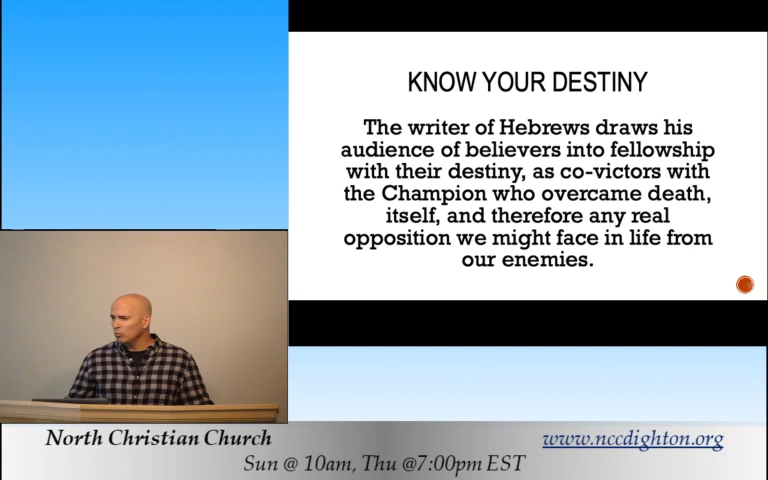 KNOW YOUR DESTINY
The writer of Hebrews draws his
audience of believers into fellowship
with their destiny, as co-victors with
the Champion who overcame death,
itself, and therefore any real
opposition we might face in life from
our enemies.
North Christian Church
www.nccdighton.org
Sun @ 10am, Thu @7:00pm EST